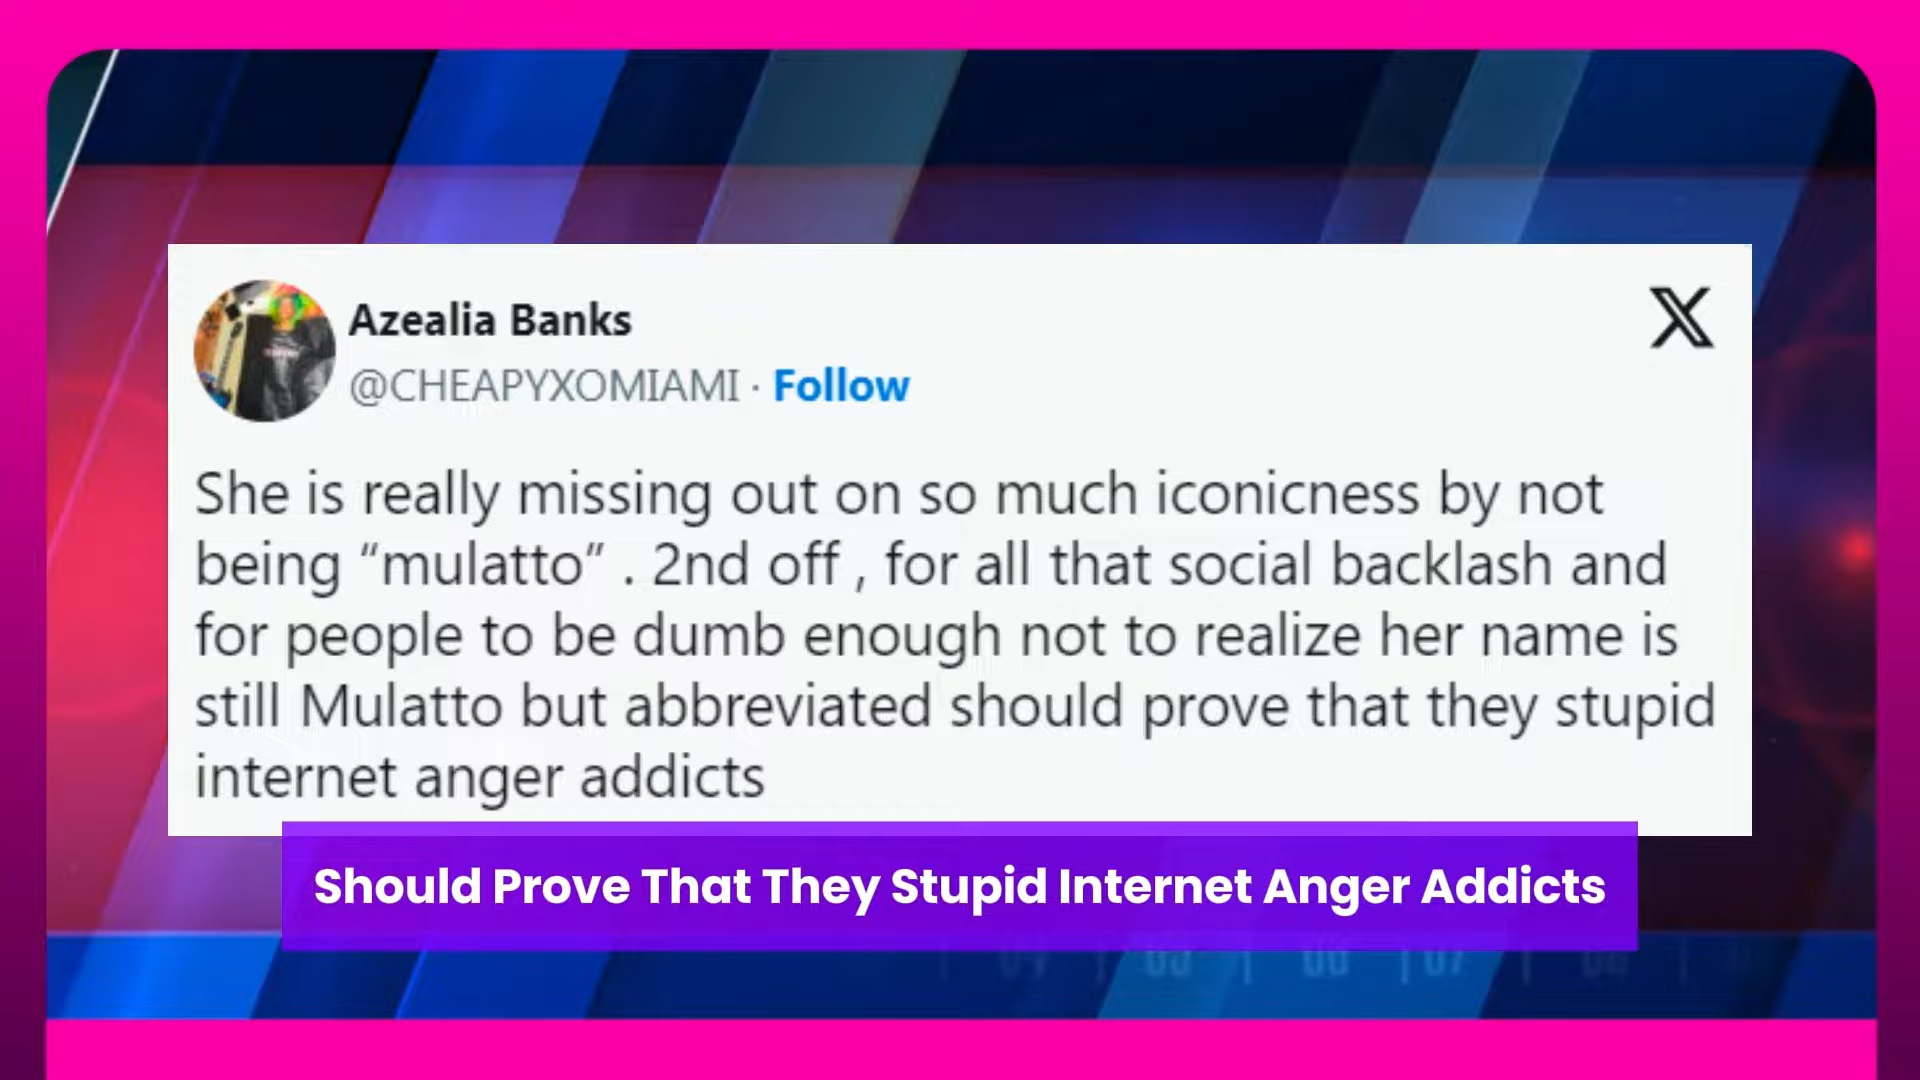 Azealia Banks
@CHEAPYXOMIAMI · Follow
She is really missing out on so much iconicness by not
being “mulatto” . 2nd off , for all that social backlash and
for people to be dumb enough not to realize her name is
still Mulatto but abbreviated should prove that they stupid
internet anger addicts
Should Prove That They Stupid Internet Anger Addicts